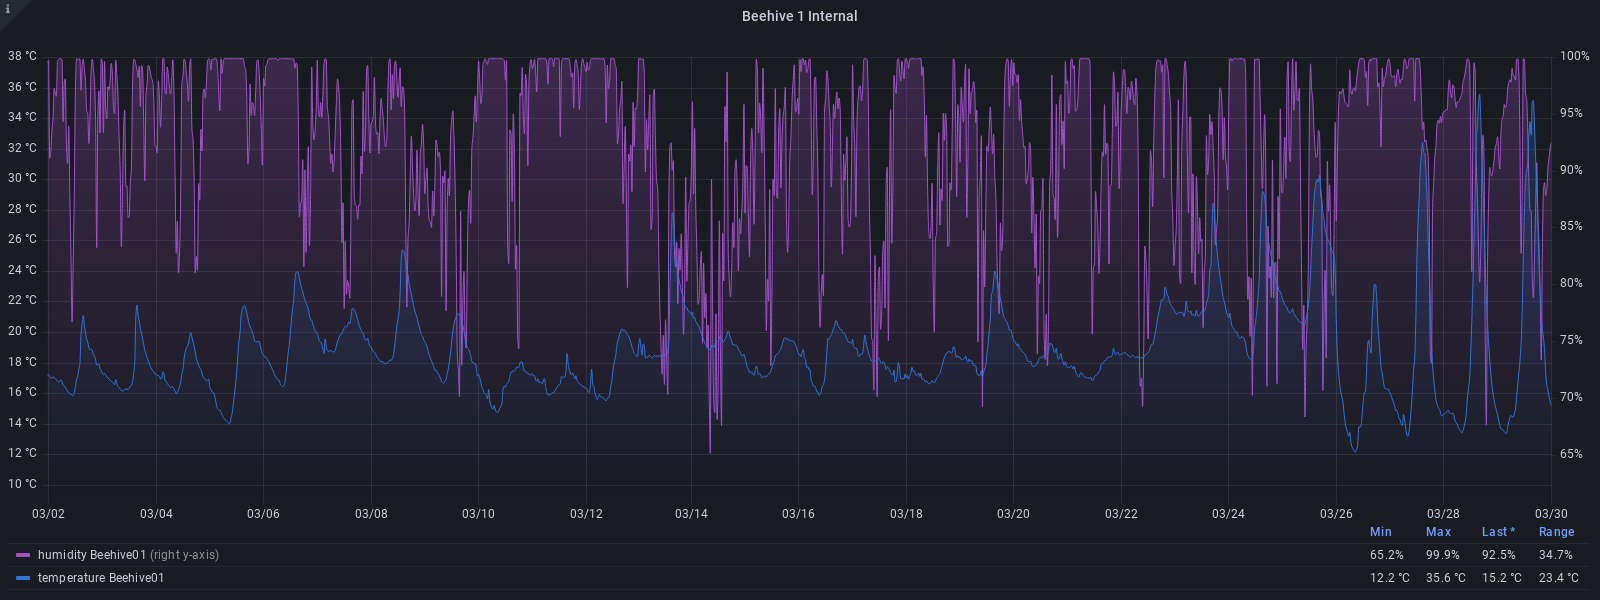 i
Beehive 1 Internal
38 °C 100%
36 °C
34 °C 95%
32 °C
30 °C 90%
28 °C
26 °C 85%
24 °C
22 °C 80%
20 °C
18 °C 75%
16 °C
14 °C 70%
12 °C 65%
10 °C
03/02 03/04 03/06 03/08 03/10 03/12 03/14 03/16 03/18 03/20 03/22 03/24 03/26 03/28 03/30
Min Max Last * Range
humidity Beehive01 (right y-axis) 65.2% 99.9% 92.5% 34.7%
temperature Beehive01 12.2 °C 35.6 °C 15.2 °C 23.4 °C